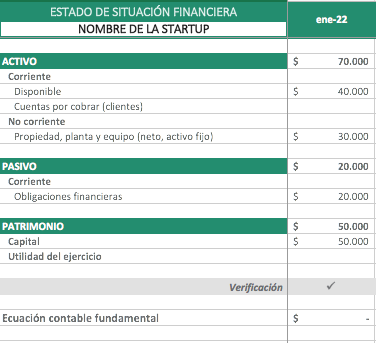 ESTADO DE SITUACIÓN FINANCIERA
ene-22
NOMBRE DE LA STARTUP
ACTIVO $ 70.000
Corriente
Disponible $ 40.000
Cuentas por cobrar (clientes)
No corriente
Propiedad, planta y equipo (neto, activo fijo) $ 30.000
PASIVO $ 20.000
Corriente
Obligaciones financieras $ 20.000
PATRIMONIO $ 50.000
Capital $ 50.000
Utilidad del ejercicio
Verificación ✓
Ecuación contable fundamental $ -